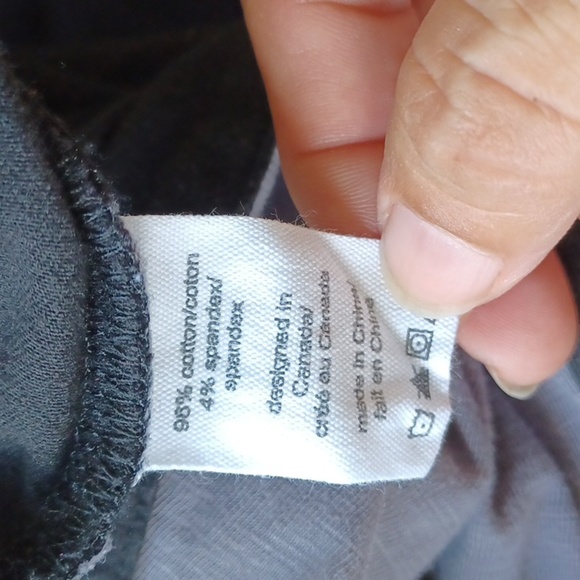 96% cotton/coton
4% spandex/
spandex
designed in
Canada/
créé au Canada
made in China/
fait en Chine